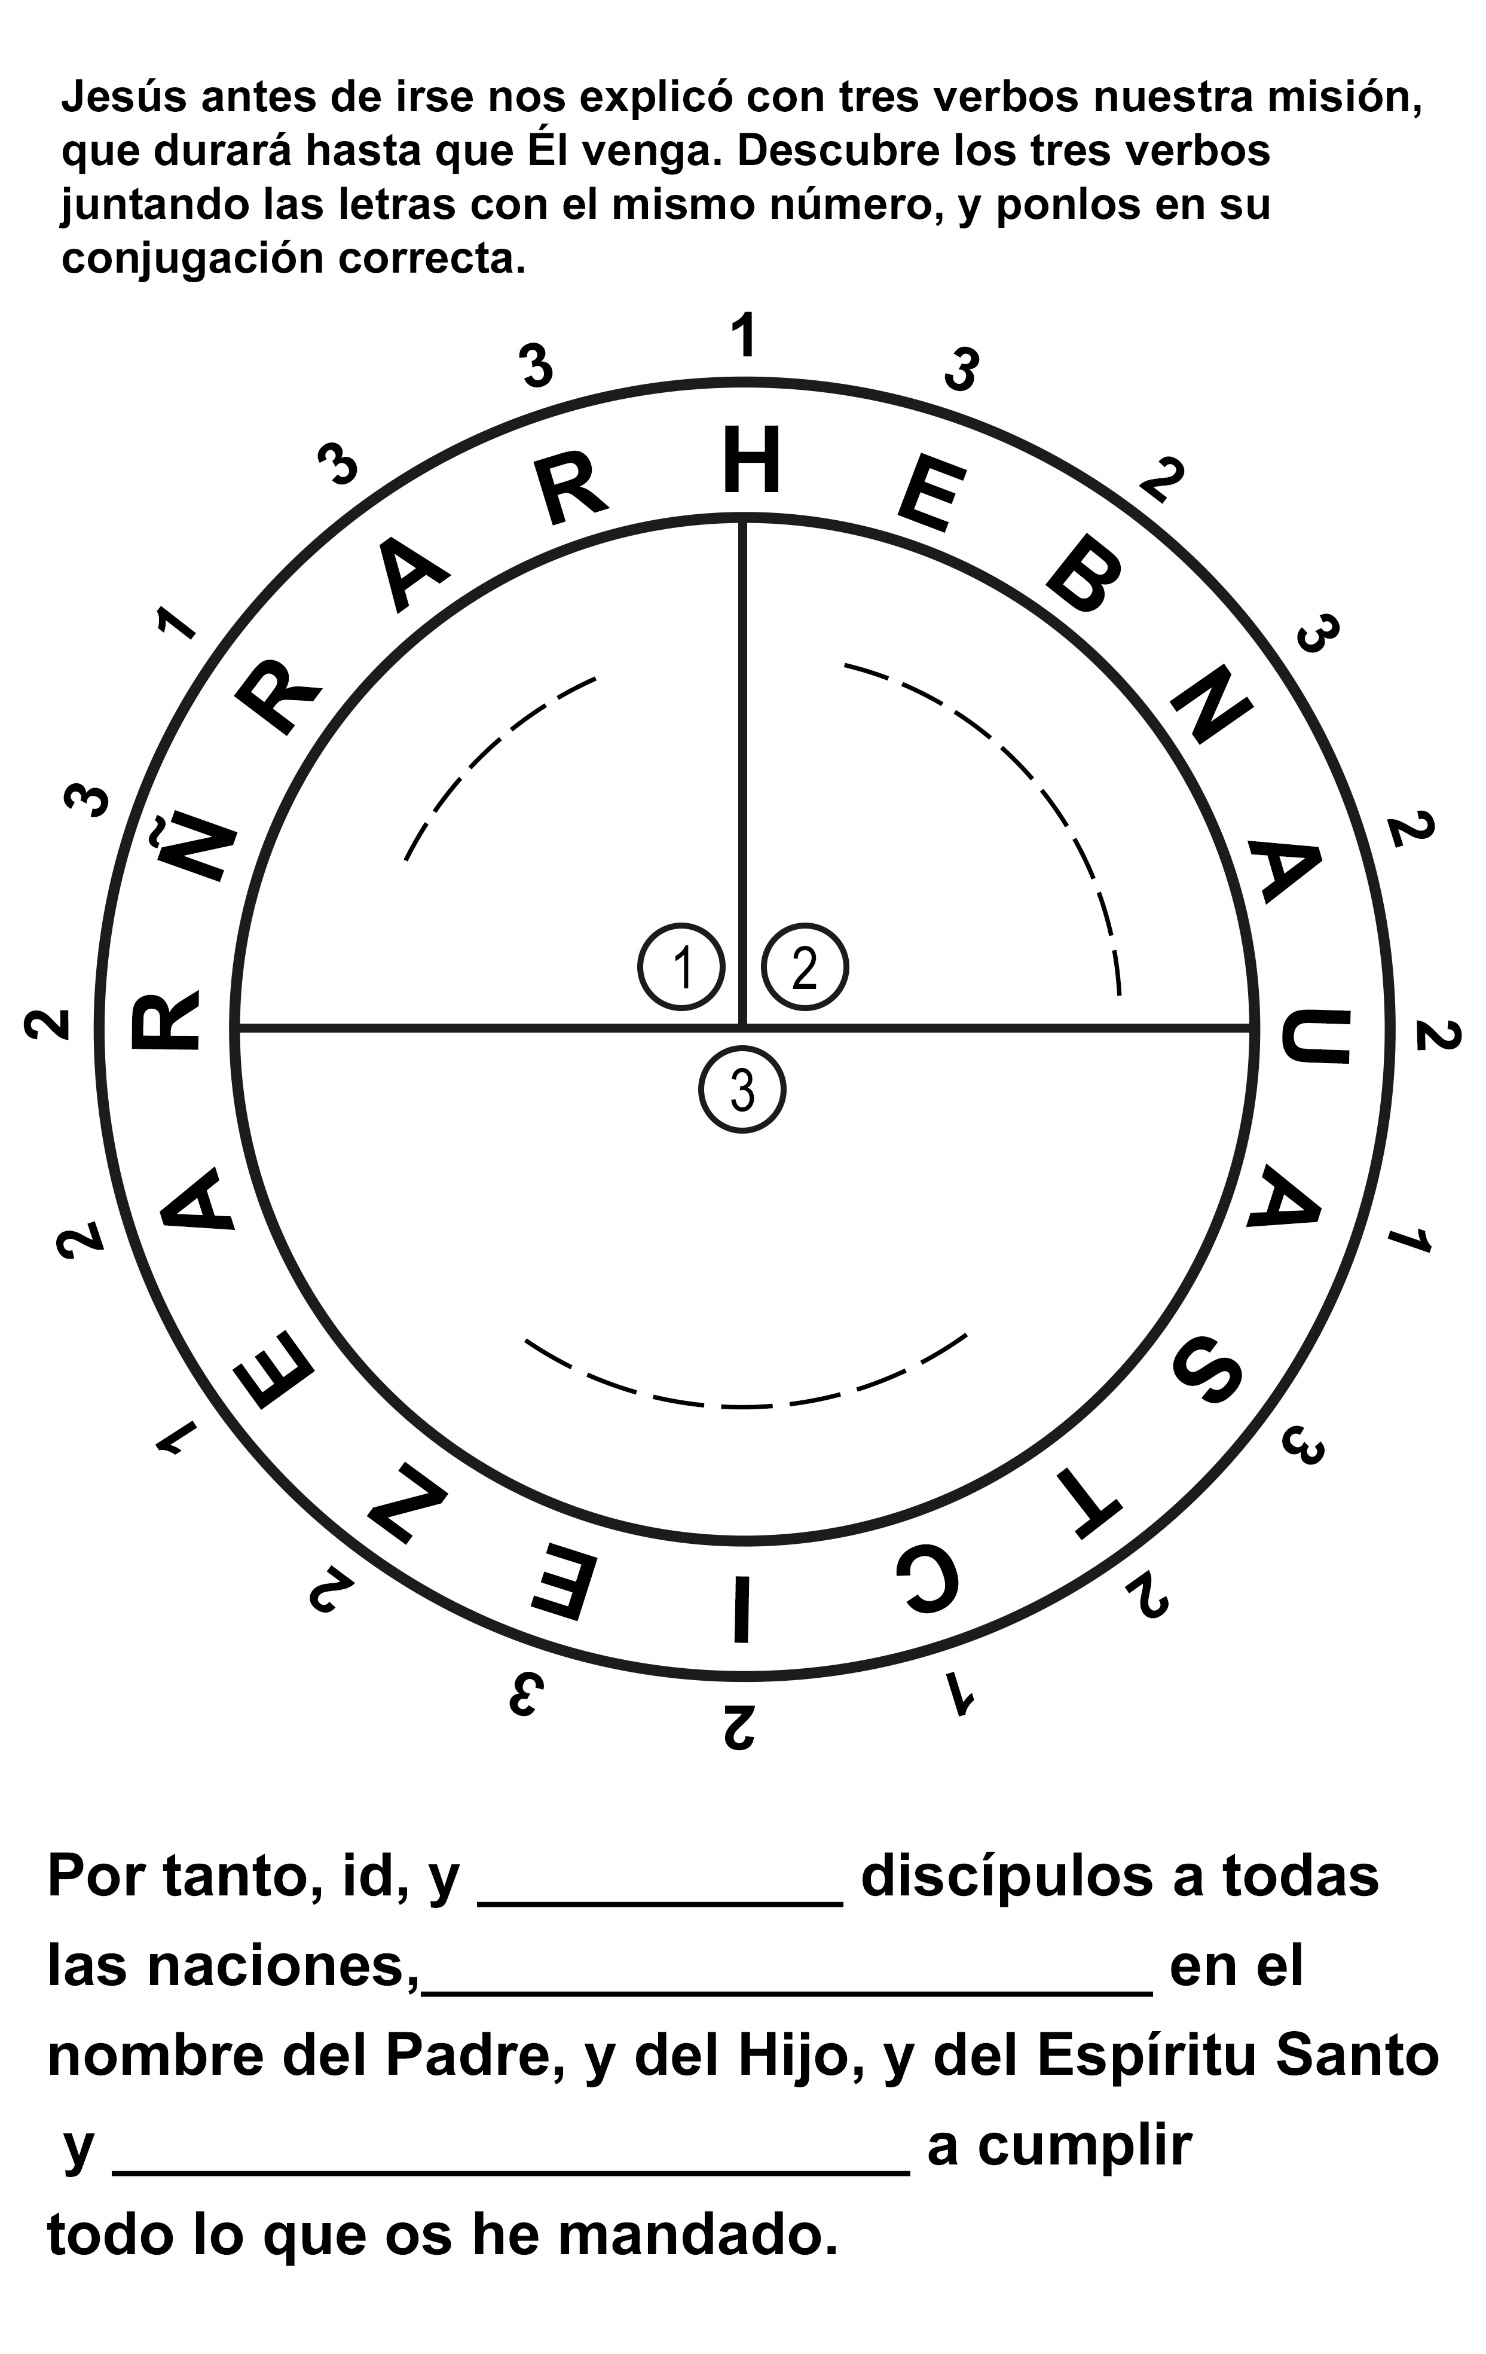 Jesús antes de irse nos explicó con tres verbos nuestra misión,
que durará hasta que Él venga. Descubre los tres verbos
juntando las letras con el mismo número, y ponlos en su
conjugación correcta.
1 3 2 3 2 2 1 3 2 1 2 3 2 1 2 2 3 1 3 3
H E B N A U A S T C I E Z E A R Ñ R A R
1 2
3
Por tanto, id, y __________ discípulos a todas
las naciones,____________________ en el
nombre del Padre, y del Hijo, y del Espíritu Santo
y ______________________ a cumplir
todo lo que os he mandado.